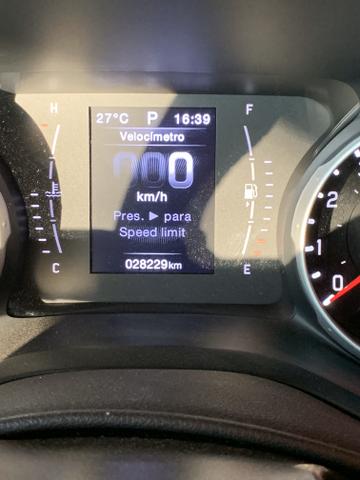 27°C P 16:39
Velocímetro
H F
000
km/h
Pres. ► para
Speed limit
C E
028229km
2
1
0